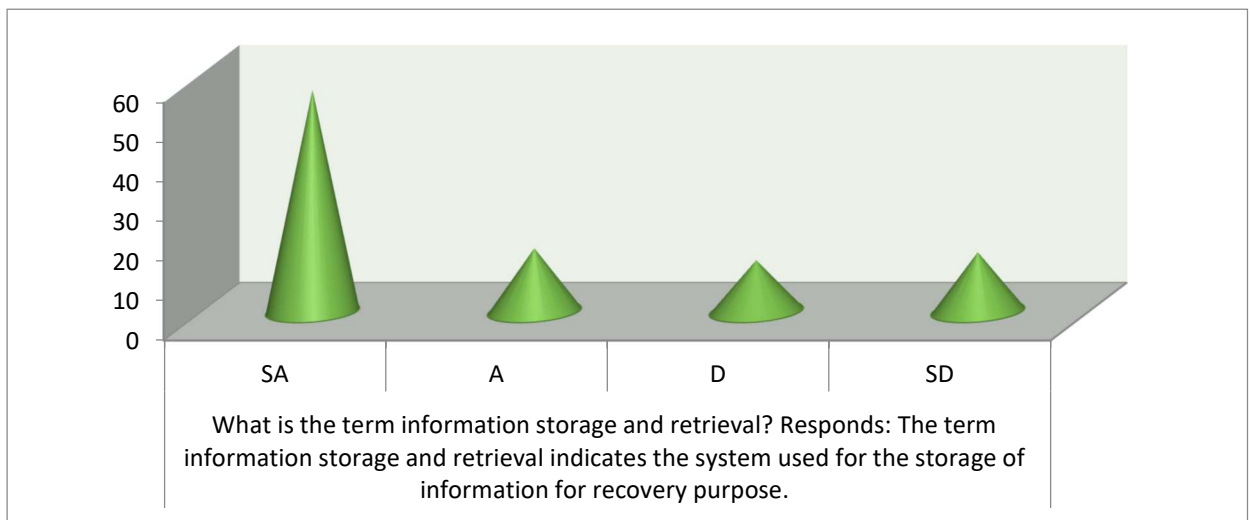 60
50
40
30
20
10
0
SA A D SD
What is the term information storage and retrieval? Responds: The term
information storage and retrieval indicates the system used for the storage of
information for recovery purpose.